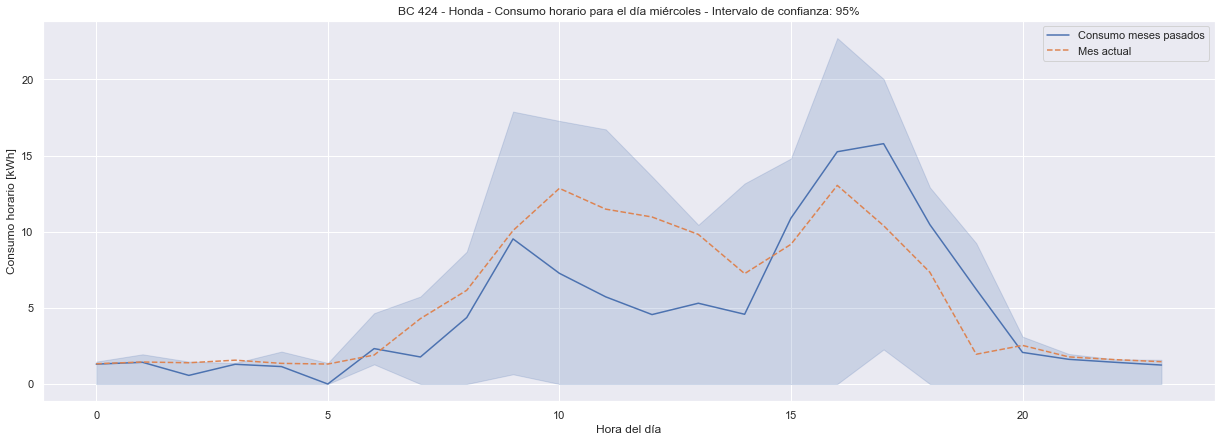 BC 424 - Honda - Consumo horario para el día miércoles - Intervalo de confianza: 95%
Consumo meses pasados
Mes actual
Consumo horario [kWh]
20
15
10
5
0
0 5 10 15 20
Hora del día